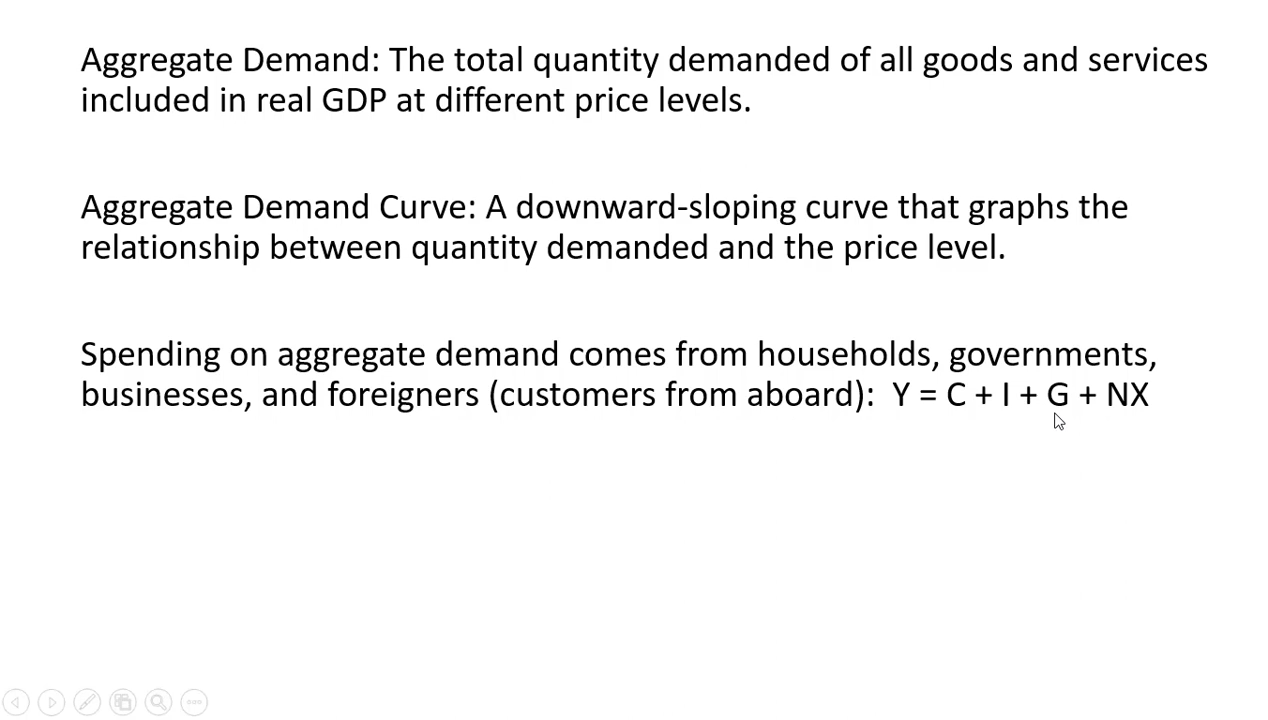 Aggregate Demand: The total quantity demanded of all goods and services
included in real GDP at different price levels.
Aggregate Demand Curve: A downward-sloping curve that graphs the
relationship between quantity demanded and the price level.
Spending on aggregate demand comes from households, governments,
businesses, and foreigners (customers from aboard): Y = C + I + G + NX